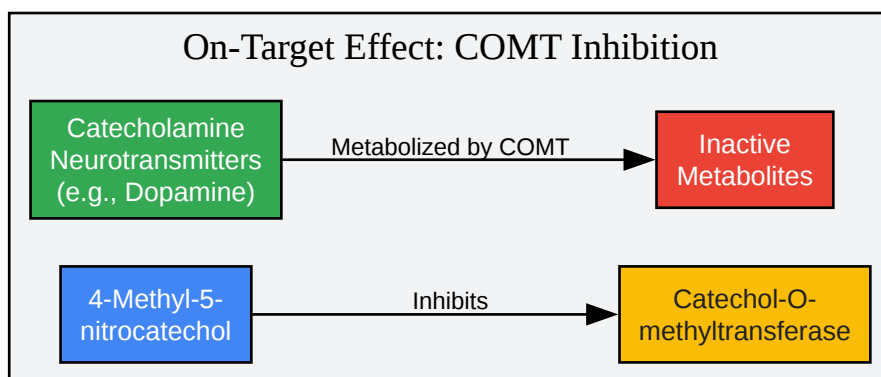 On-Target Effect: COMT Inhibition
Catecholamine
Neurotransmitters
(e.g., Dopamine)
Metabolized by COMT
Inactive
Metabolites
4-Methyl-5-
nitrocatechol
Inhibits
Catechol-O-
methyltransferase